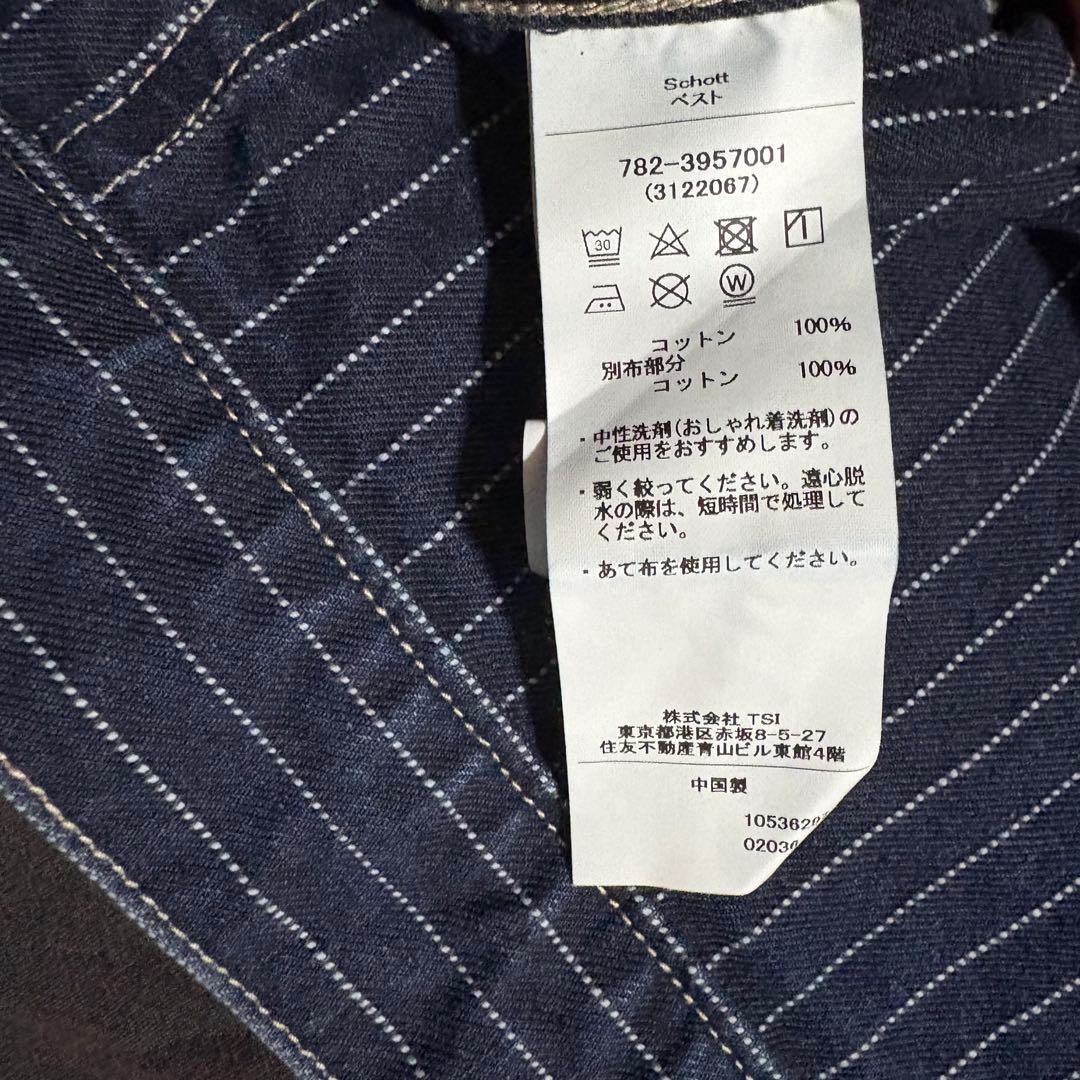 Schott
ベスト
782-3957001
(3122067)
30
W
コットン 100%
別布部分
コットン 100%
・中性洗剤(おしゃれ着洗剤)の
ご使用をおすすめします。
・弱く絞ってください。遠心脱
水の際は、短時間で処理して
ください。
・あて布を使用してください。
株式会社 TSI
東京都港区赤坂8-5-27
住友不動産青山ビル東館4階
中国製